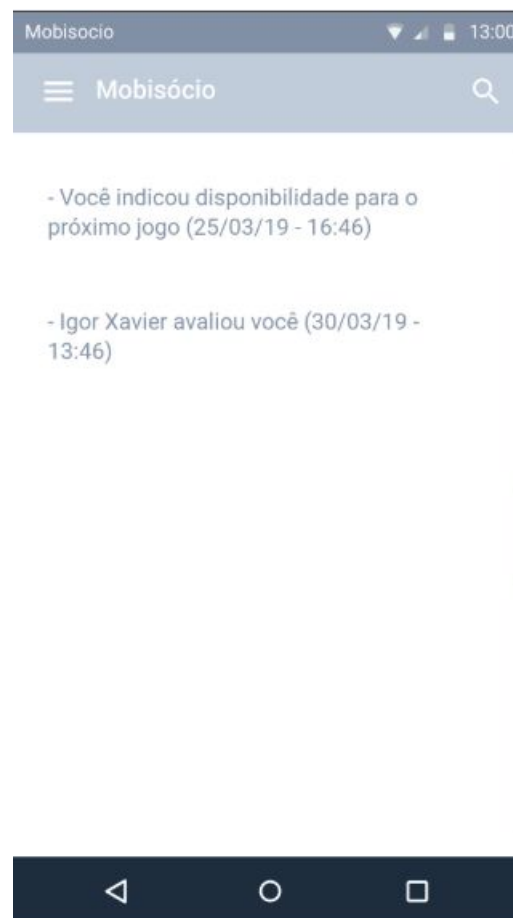 Mobisocio 13:00
Mobisócio
- Você indicou disponibilidade para o
próximo jogo (25/03/19 - 16:46)
- Igor Xavier avaliou você (30/03/19 -
13:46)